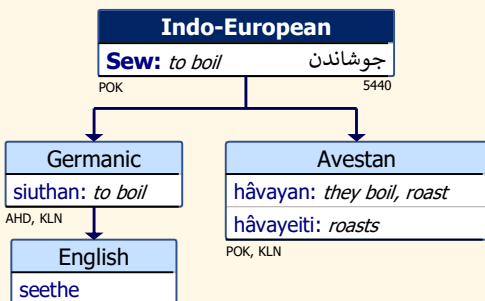 Indo-European
Sew: to boil جوشاندن
POK 5440
Germanic
siuthan: to boil
AHD, KLN
English
seethe
Avestan
hâvayan: they boil, roast
hâvayeiti: roasts
POK, KLN